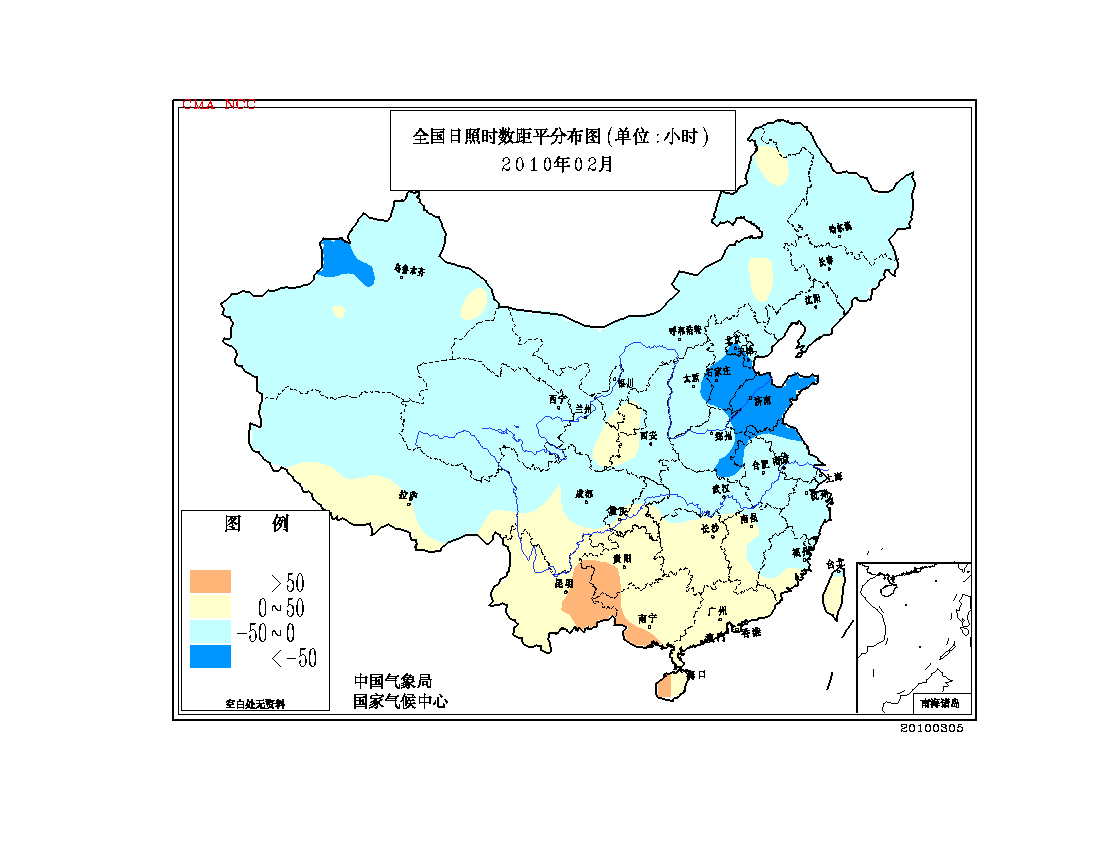 CMA NCC
全国日照时数距平分布图(单位:小时)
2010年02月
哈尔滨
长春
乌鲁木齐
沈阳
呼和浩特
北京
天津
石家庄
太原
银川
济南
西宁
兰州
西安
郑州
合肥
南京
上海
杭州
拉萨
成都
武汉
重庆
长沙
南昌
贵阳
福州
台北
昆明
南宁
广州
澳门
香港
海口
图 例
>50
0~50
-50~0
<-50
空白处无资料
中国气象局
国家气候中心
南海诸岛
20100305